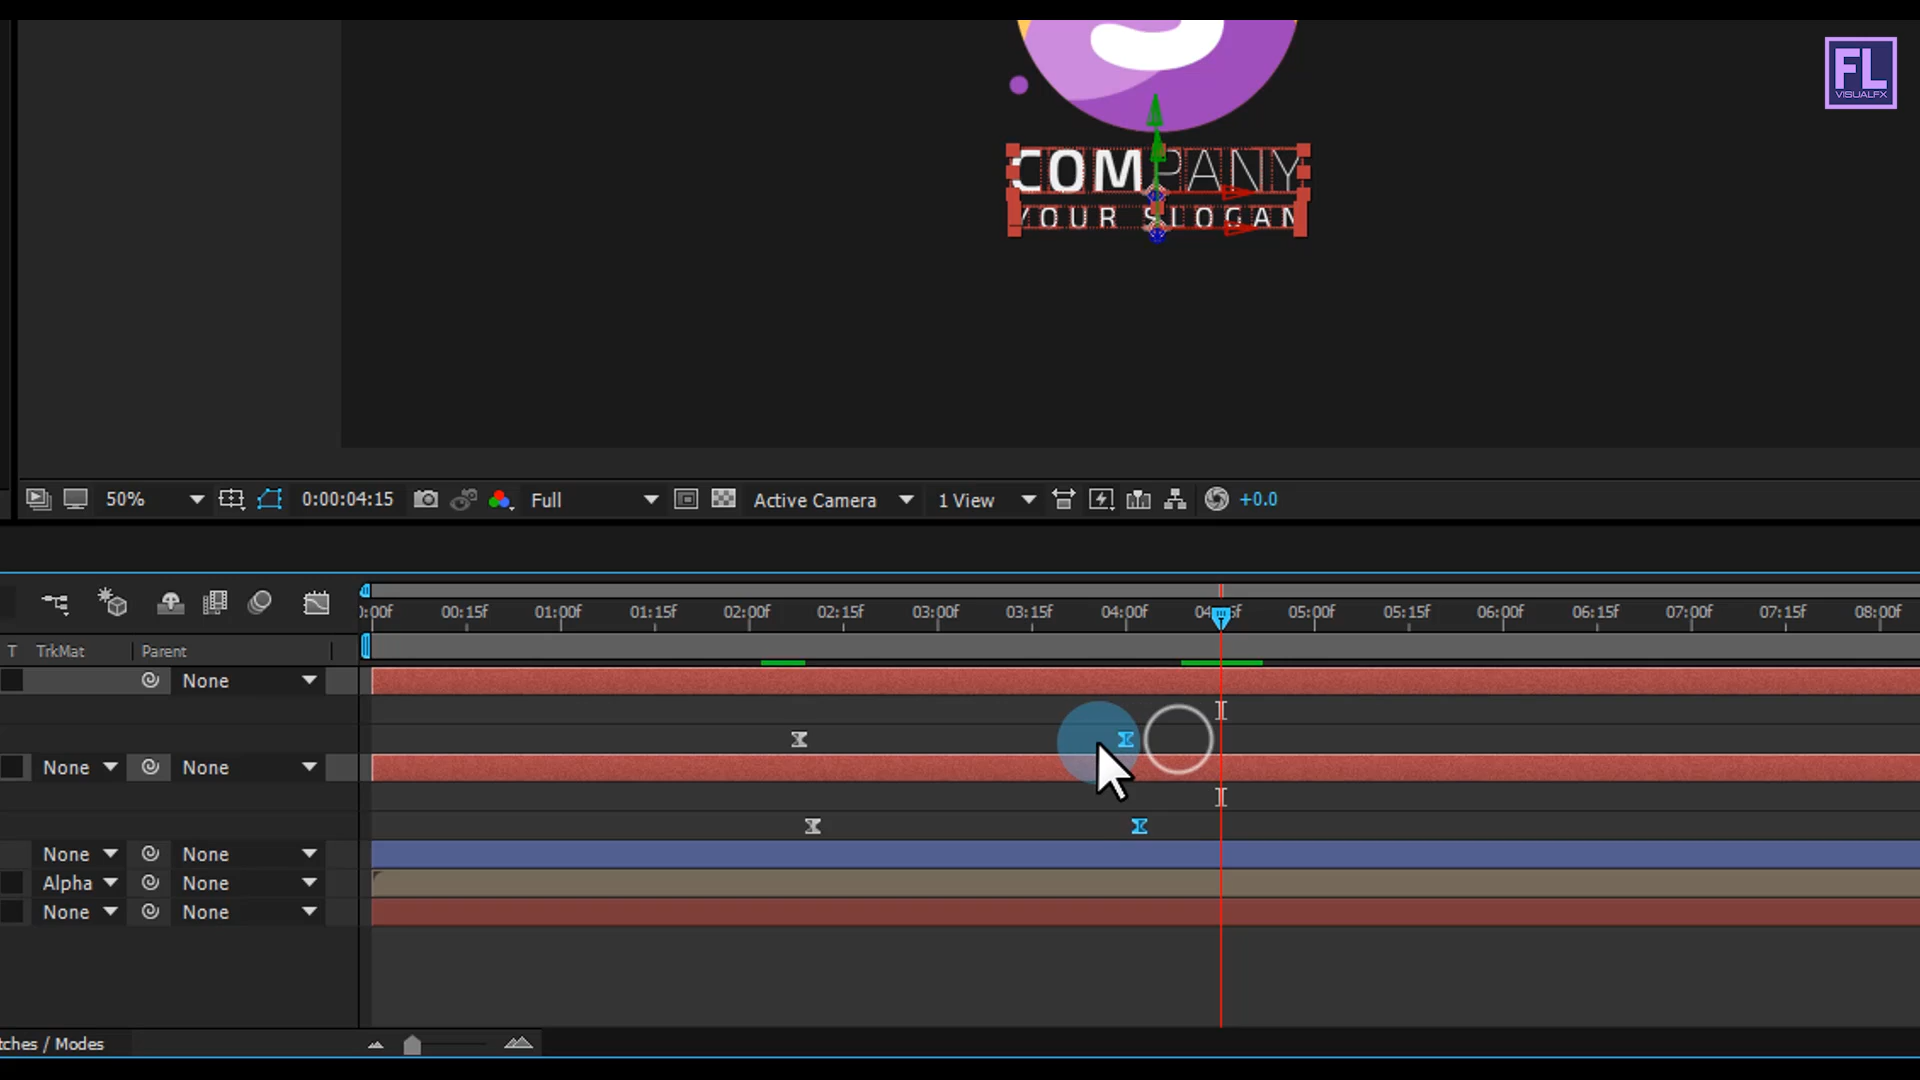 FL
VISUALFX
COMPANY
YOUR SLOGAN
50%
0:00:04:15
Full
Active Camera
1 View
+0.0
:00f 00:15f 01:00f 01:15f 02:00f 02:15f 03:00f 03:15f 04:00f 05:00f 05:15f 06:00f 06:15f 07:00f 07:15f 08:00f
T TrkMat Parent
None
None None
None None
Alpha None
None None
tches / Modes